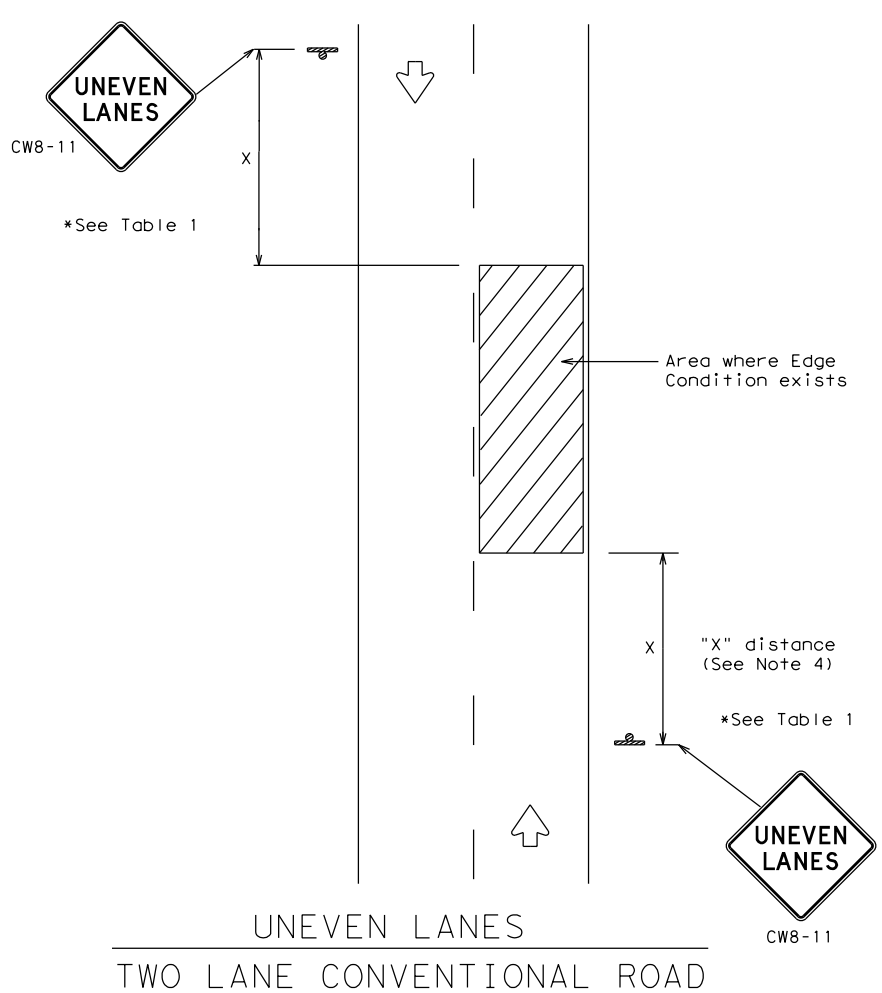 UNEVEN
LANES
CW8-11
X
*See Table 1
Area where Edge
Condition exists
X
"X" distance
(See Note 4)
*See Table 1
UNEVEN
LANES
CW8-11
UNEVEN LANES
TWO LANE CONVENTIONAL ROAD